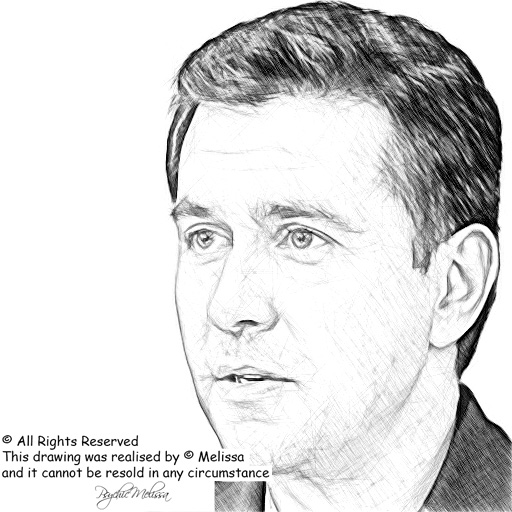 © All Rights Reserved
This drawing was realised by © Melissa
and it cannot be resold in any circumstance
Psychic Melissa